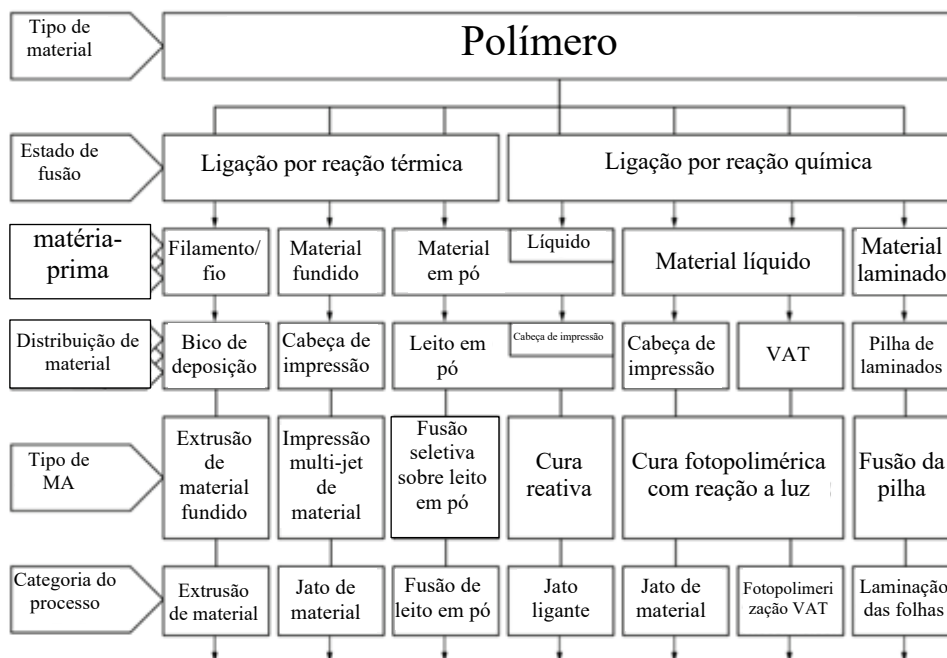 Tipo de
material
Polímero
Estado de
fusão
Ligação por reação térmica
Ligação por reação química
matéria-
prima
Filamento/
fio
Material
fundido
Material
em pó
Líquido
Material líquido
Material
laminado
Distribuição de
material
Bico de
deposição
Cabeça de
impressão
Leito em
pó
Cabeça de impressão
Cabeça de
impressão
VAT
Pilha de
laminados
Tipo de
MA
Extrusão
de
material
fundido
Impressão
multi-jet de
material
Fusão
seletiva
sobre leito
em pó
Cura
reativa
Cura fotopolimérica
com reação a luz
Fusão da
pilha
Categoria do
processo
Extrusão
de material
Jato de
material
Fusão de
leito em pó
Jato
ligante
Jato de
material
Fotopolimeri
zação VAT
Laminação
das folhas